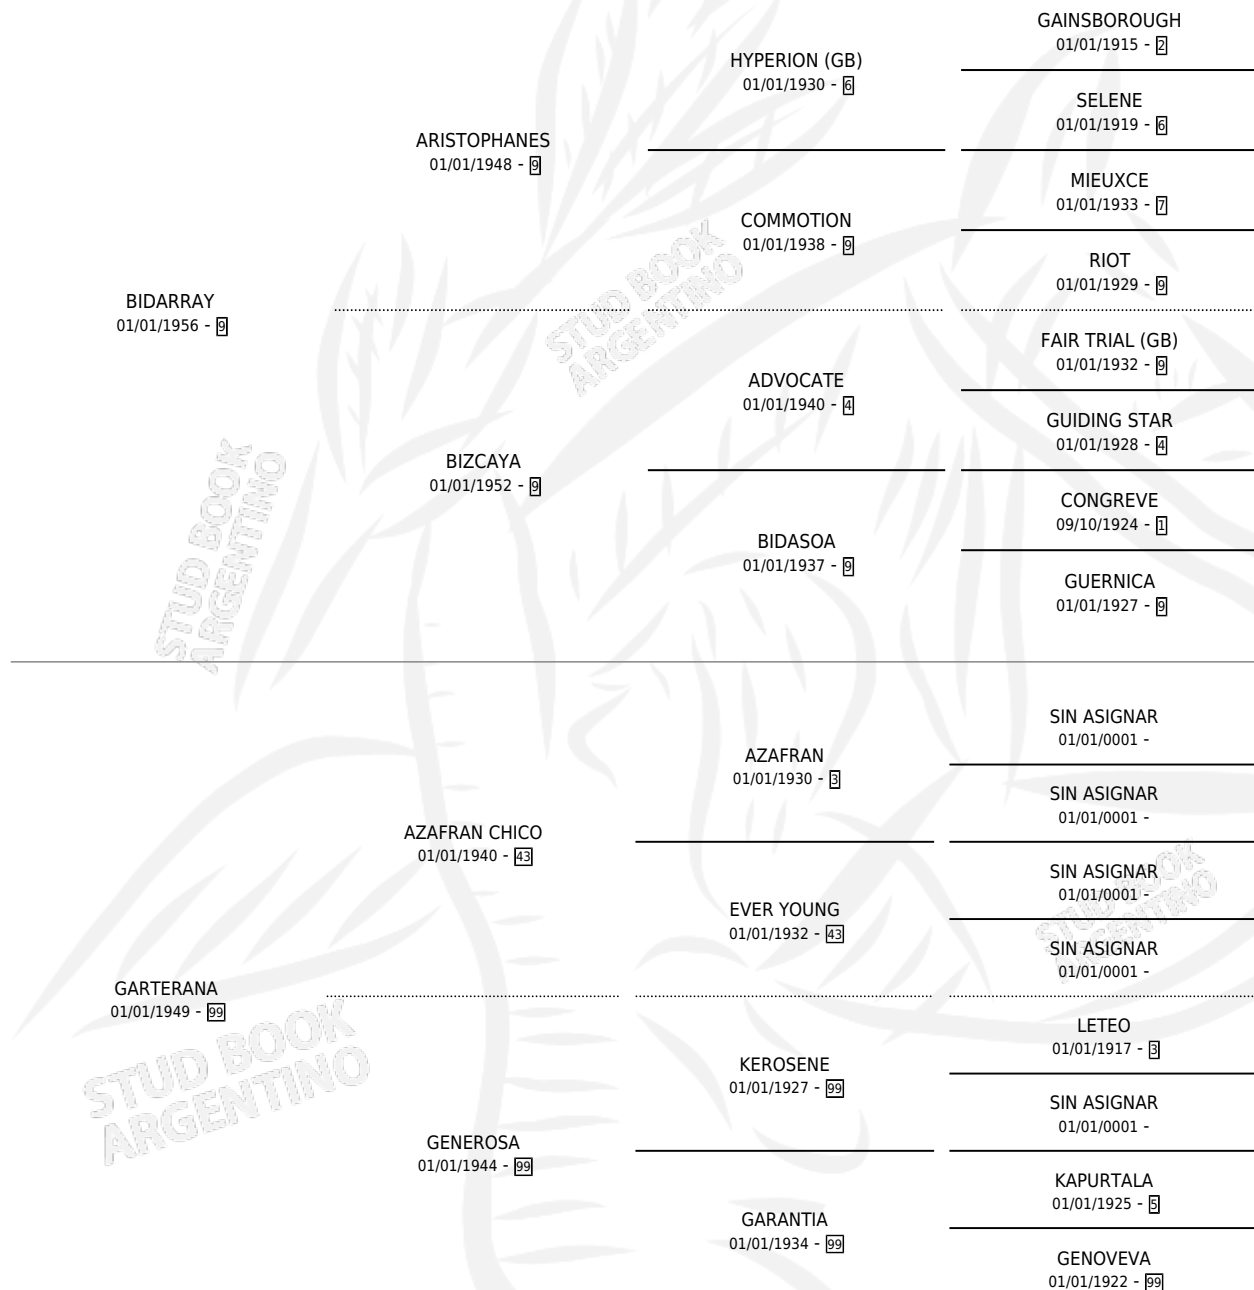 GAINSBOROUGH
01/01/1915 - 2
HYPERION (GB)
01/01/1930 - 6
SELENE
01/01/1919 - 6
ARISTOPHANES
01/01/1948 - 9
MIEUXCE
01/01/1933 - 7
COMMOTION
01/01/1938 - 9
RIOT
01/01/1929 - 9
BIDARRAY
01/01/1956 - 9
FAIR TRIAL (GB)
01/01/1932 - 9
ADVOCATE
01/01/1940 - 4
GUIDING STAR
01/01/1928 - 4
BIZCAYA
01/01/1952 - 9
CONGREVE
09/10/1924 - 1
BIDASOA
01/01/1937 - 9
GUERNICA
01/01/1927 - 9
SIN ASIGNAR
01/01/0001 -
AZAFRAN
01/01/1930 - 3
SIN ASIGNAR
01/01/0001 -
AZAFRAN CHICO
01/01/1940 - 43
SIN ASIGNAR
01/01/0001 -
EVER YOUNG
01/01/1932 - 43
SIN ASIGNAR
01/01/0001 -
GARTERANA
01/01/1949 - 99
LETEO
01/01/1917 - 3
KEROSENE
01/01/1927 - 99
SIN ASIGNAR
01/01/0001 -
GENEROSA
01/01/1944 - 99
KAPURTALA
01/01/1925 - 5
GARANTIA
01/01/1934 - 99
GENOVEVA
01/01/1922 - 99
STUD BOOK
ARGENTINO
STUD BOOK
ARGENTINO
STUD BOOK
ARGENTINO
STUD BOOK
ARGENTINO